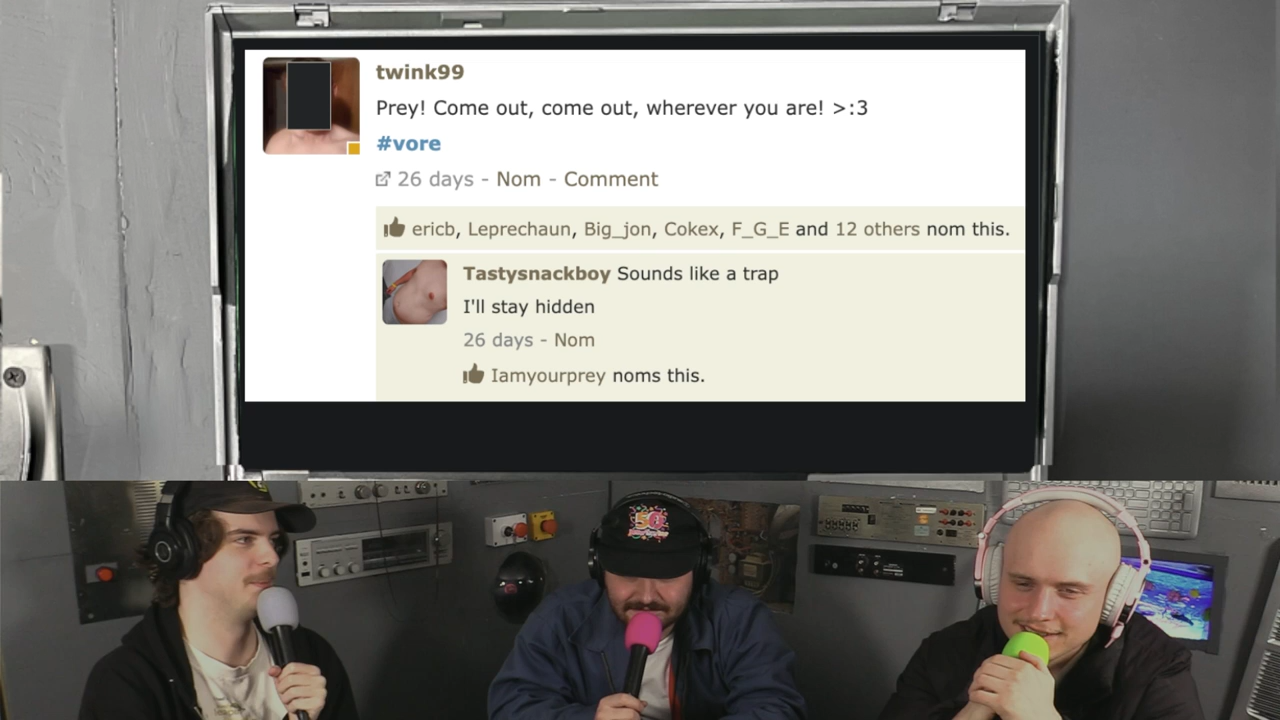 twink99
Prey! Come out, come out, wherever you are! >:3
#vore
26 days - Nom - Comment
ericb, Leprechaun, Big_jon, Cokex, F_G_E and 12 others nom this.
Tastysnackboy Sounds like a trap
I'll stay hidden
26 days - Nom
Iamyourprey noms this.
50